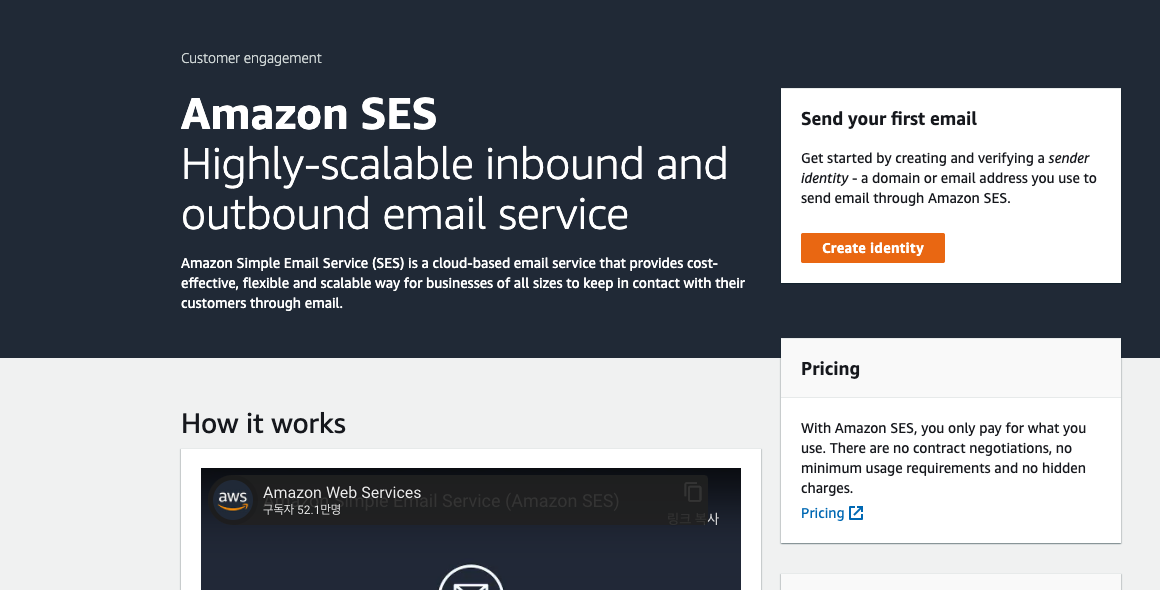 Customer engagement
Amazon SES
Highly-scalable inbound and
outbound email service
Amazon Simple Email Service (SES) is a cloud-based email service that provides cost-
effective, flexible and scalable way for businesses of all sizes to keep in contact with their
customers through email.
Send your first email
Get started by creating and verifying a sender
identity - a domain or email address you use to
send email through Amazon SES.
Create identity
Pricing
With Amazon SES, you only pay for what you
use. There are no contract negotiations, no
minimum usage requirements and no hidden
charges.
Pricing
How it works
aws
Amazon Web Services
구독자 52.1만명
Amazon Simple Email Service (Amazon SES)
링크 복사